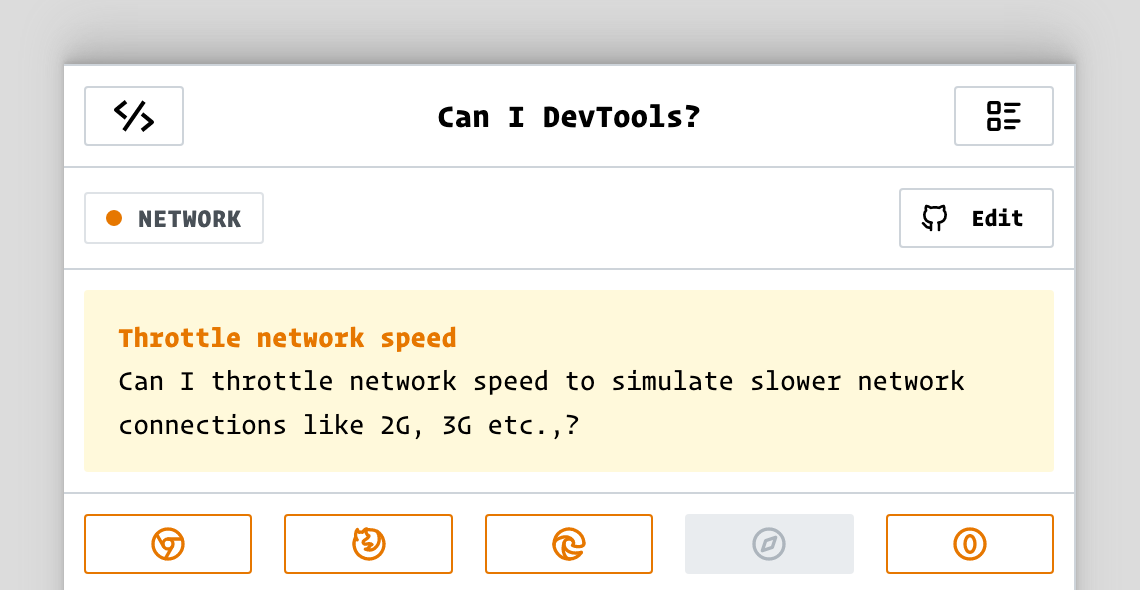 Can I DevTools?
NETWORK
Edit
Throttle network speed
Can I throttle network speed to simulate slower network
connections like 2G, 3G etc.,?